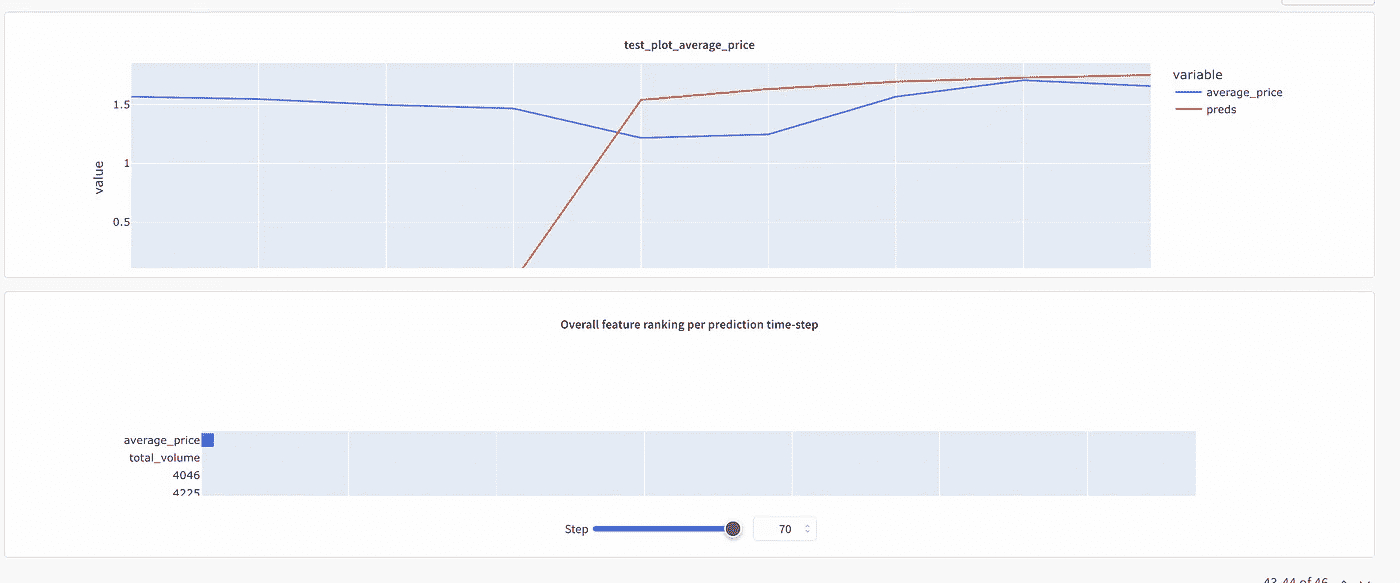 test_plot_average_price
variable
average_price
preds
value
1.5
1
0.5
Overall feature ranking per prediction time-step
average_price
total_volume
4046
4225
Step
70
43-44 of 46